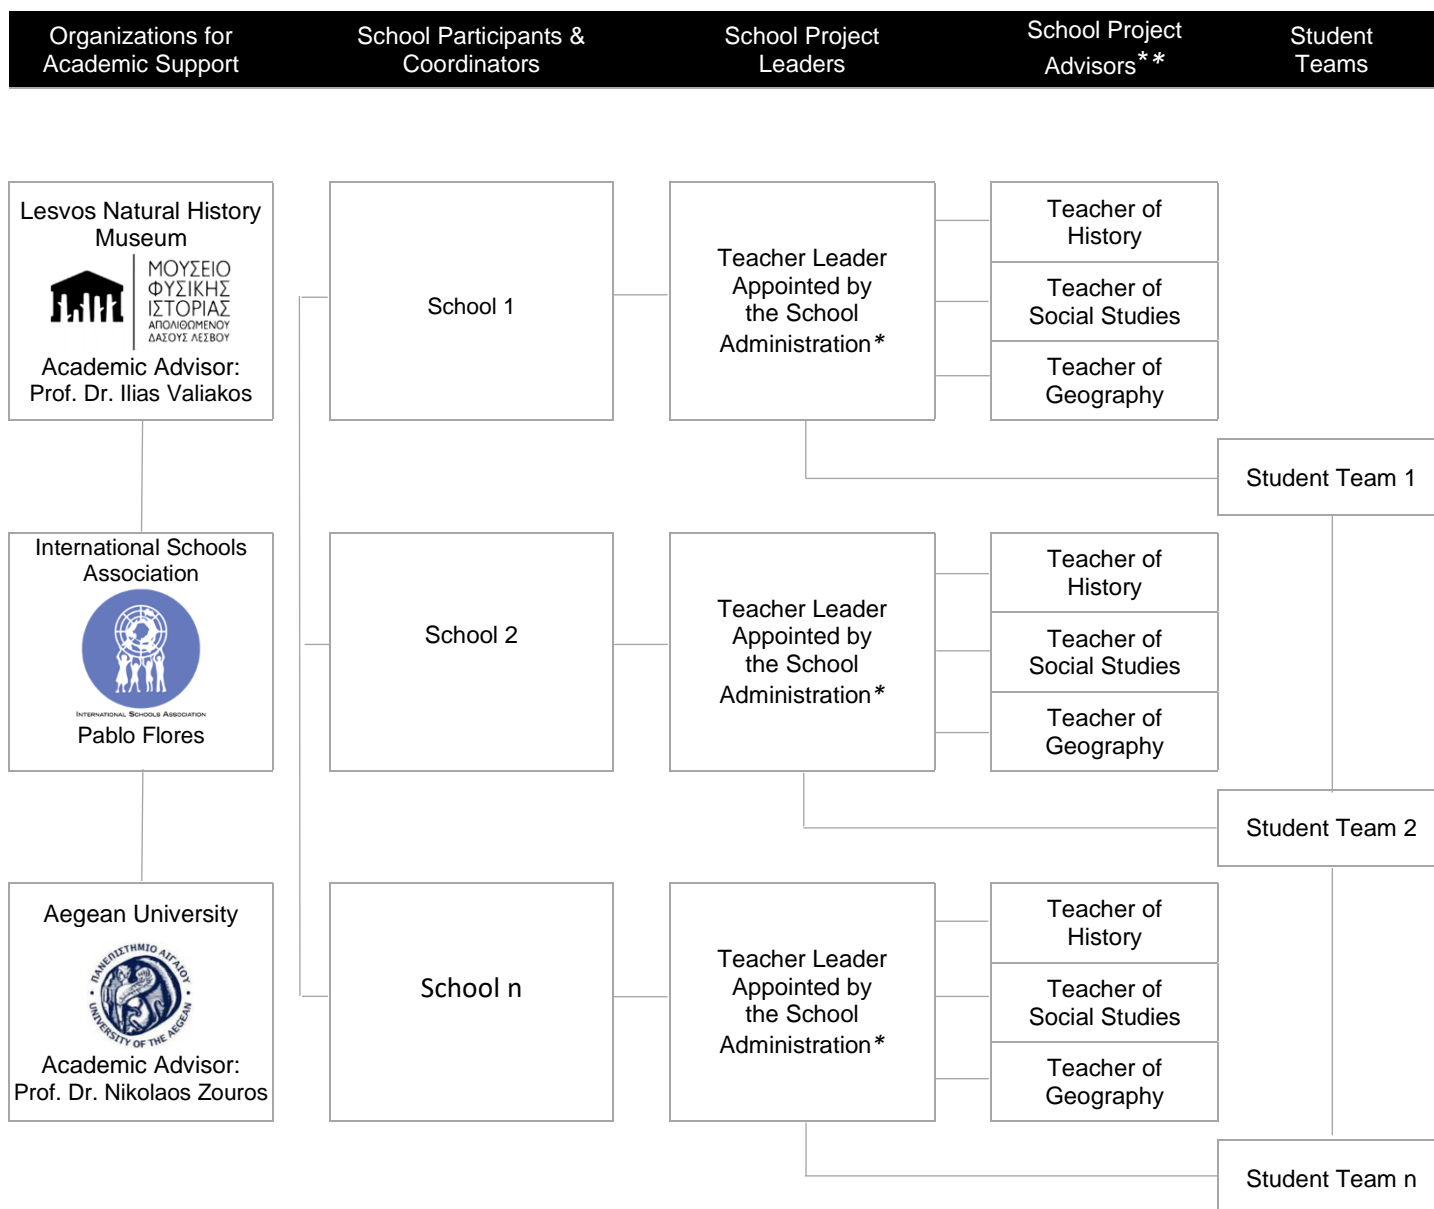 Organizations for
Academic Support
School Participants &
Coordinators
School Project
Leaders
School Project
Advisors**
Student
Teams
Lesvos Natural History
Museum
ΜΟΥΣΕΙΟ
ΦΥΣΙΚΗΣ
ΙΣΤΟΡΙΑΣ
ΑΠΟΛΙΘΩΜΕΝΟΥ
ΔΑΣΟΥΣ ΛΕΣΒΟΥ
Academic Advisor:
Prof. Dr. Ilias Valiakos
School 1
Teacher Leader
Appointed by
the School
Administration*
Teacher of
History
Teacher of
Social Studies
Teacher of
Geography
Student Team 1
International Schools
Association
INTERNATIONAL SCHOOLS ASSOCIATION
Pablo Flores
School 2
Teacher Leader
Appointed by
the School
Administration*
Teacher of
History
Teacher of
Social Studies
Teacher of
Geography
Student Team 2
Aegean University
ΠΑΝΕΠΙΣΤΗΜΙΟ ΑΙΓΑΙΟΥ
UNIVERSITY OF THE AEGEAN
Academic Advisor:
Prof. Dr. Nikolaos Zouros
School n
Teacher Leader
Appointed by
the School
Administration*
Teacher of
History
Teacher of
Social Studies
Teacher of
Geography
Student Team n